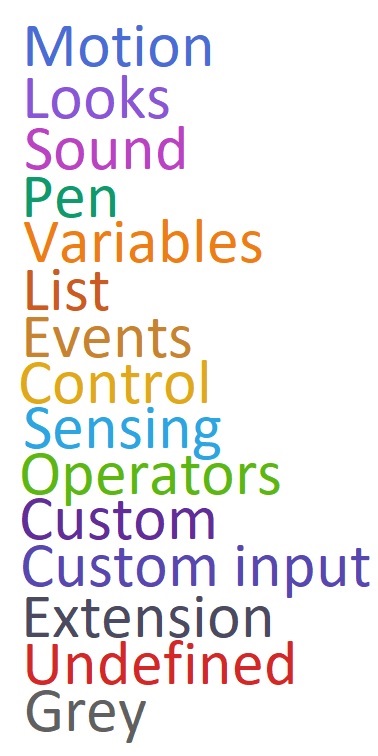 Motion
Looks
Sound
Pen
Variables
List
Events
Control
Sensing
Operators
Custom
Custom input
Extension
Undefined
Grey